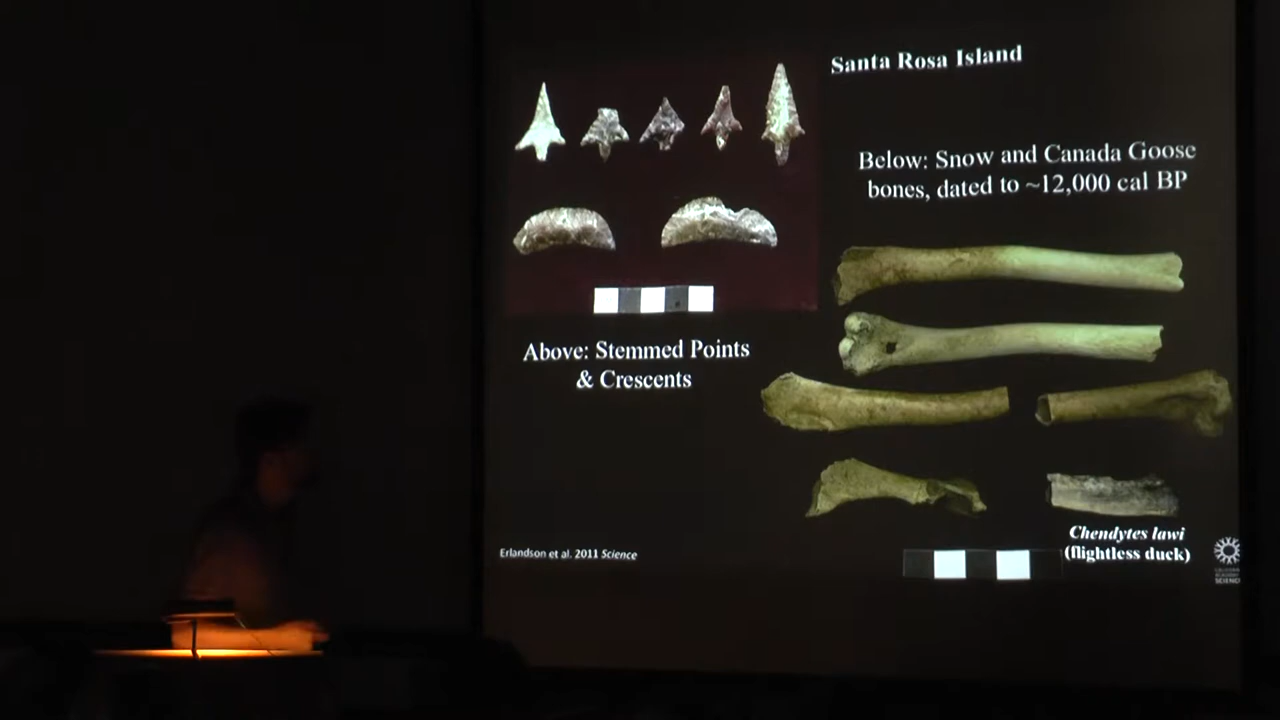 Santa Rosa Island
Below: Snow and Canada Goose
bones, dated to ~12,000 cal BP
Above: Stemmed Points
& Crescents
Chendytes lawi
(flightless duck)
Erlandson et al. 2011 Science